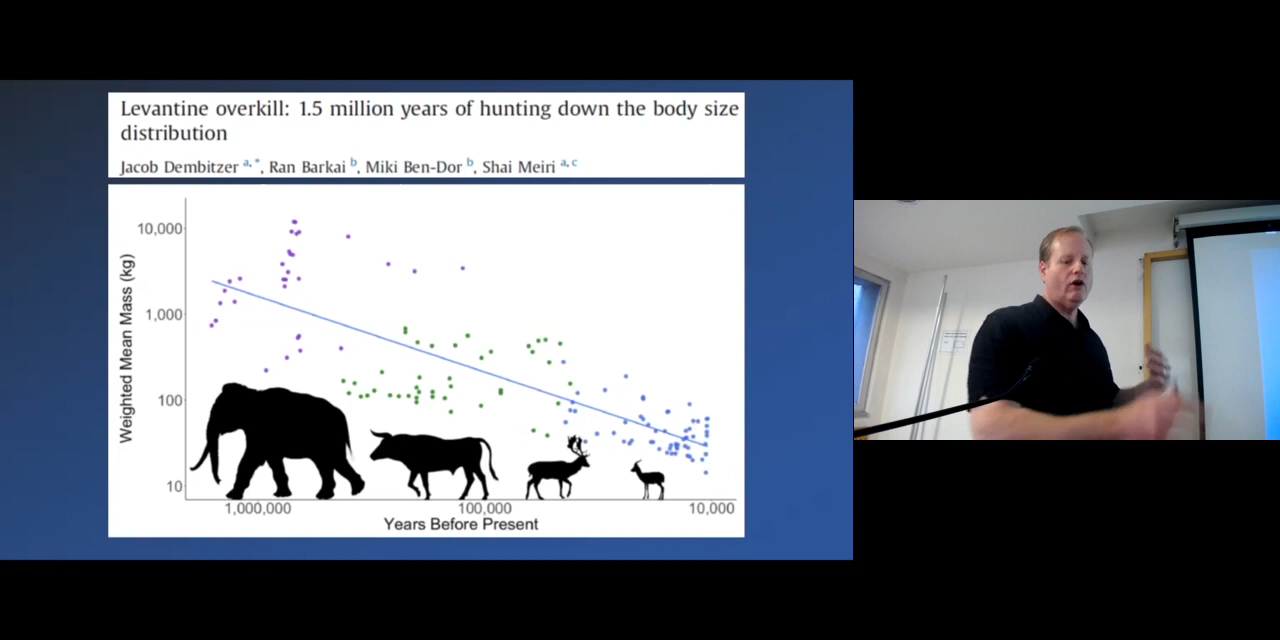 Levantine overkill: 1.5 million years of hunting down the body size
distribution
Jacob Dembitzer a,*, Ran Barkai b, Miki Ben-Dor b, Shai Meiri a,c
Weighted Mean Mass (kg)
10,000
1,000
100
10
1,000,000
100,000
10,000
Years Before Present